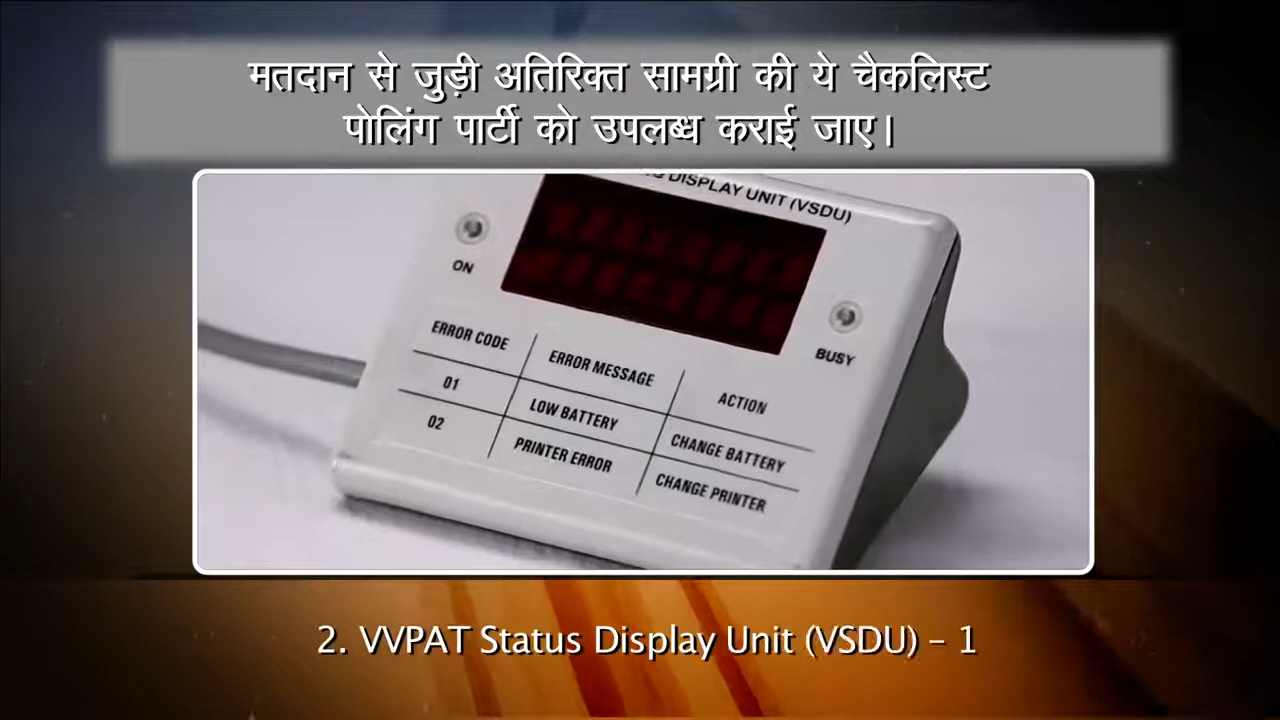 मतदान से जुड़ी अतिरिक्त सामग्री की ये चैकलिस्ट
पोलिंग पार्टी को उपलब्ध कराई जाए।
DISPLAY UNIT (VSDU)
ON
BUSY
ERROR CODE ERROR MESSAGE ACTION
01 LOW BATTERY CHANGE BATTERY
02 PRINTER ERROR CHANGE PRINTER
2. VVPAT Status Display Unit (VSDU) – 1